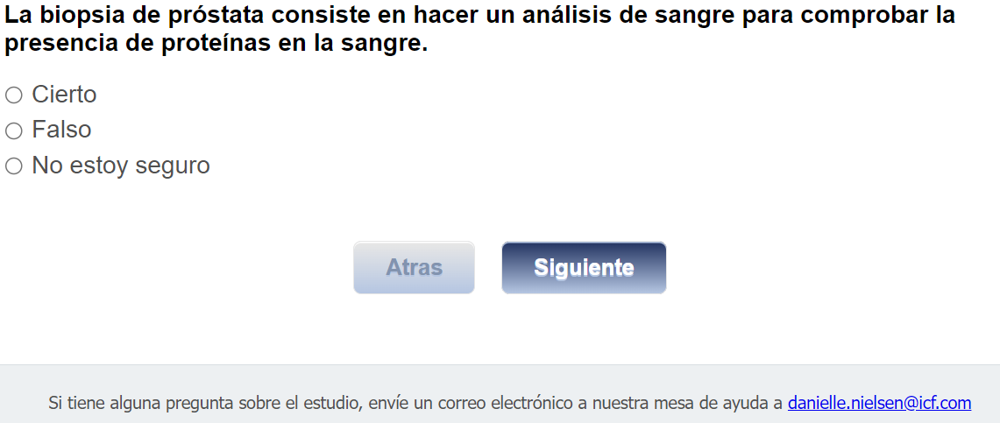 La biopsia de próstata consiste en hacer un análisis de sangre para comprobar la
presencia de proteínas en la sangre.
Cierto
Falso
No estoy seguro
Atras
Siguiente
Si tiene alguna pregunta sobre el estudio, envíe un correo electrónico a nuestra mesa de ayuda a danielle.nielsen@icf.com